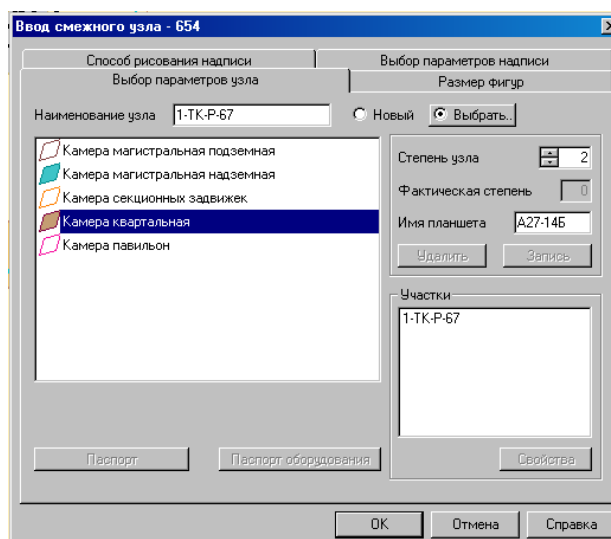 Ввод смежного узла - 654
Способ рисования надписи
Выбор параметров надписи
Выбор параметров узла
Размер фигур
Наименование узла 1-ТК-Р-67 Новый Выбрать..
Камера магистральная подземная
Камера магистральная надземная
Камера секционных задвижек
Камера квартальная
Камера павильон
Степень узла 2
Фактическая степень 0
Имя планшета А27-14Б
Удалить Запись
Участки
1-ТК-Р-67
Паспорт Паспорт оборудования Свойства
OK Отмена Справка